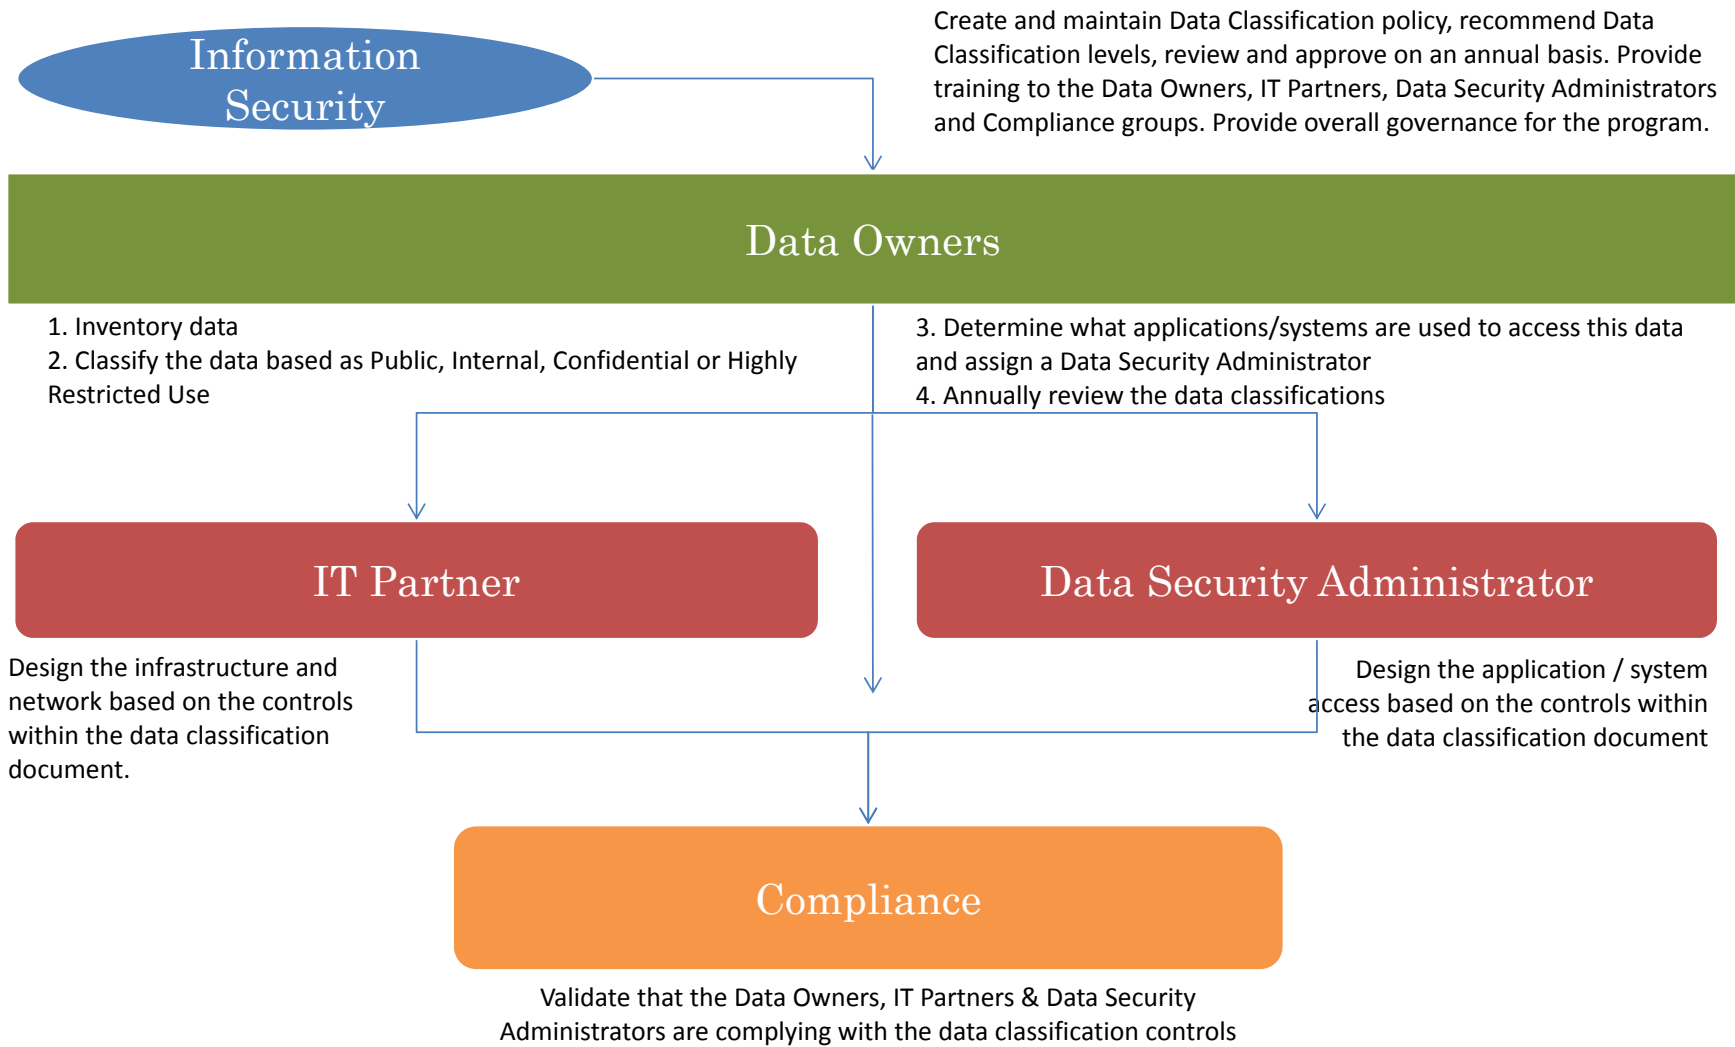 Information
Security
Create and maintain Data Classification policy, recommend Data
Classification levels, review and approve on an annual basis. Provide
training to the Data Owners, IT Partners, Data Security Administrators
and Compliance groups. Provide overall governance for the program.
Data Owners
1. Inventory data
2. Classify the data based as Public, Internal, Confidential or Highly
Restricted Use
3. Determine what applications/systems are used to access this data
and assign a Data Security Administrator
4. Annually review the data classifications
IT Partner
Data Security Administrator
Design the infrastructure and
network based on the controls
within the data classification
document.
Design the application / system
access based on the controls within
the data classification document
Compliance
Validate that the Data Owners, IT Partners & Data Security
Administrators are complying with the data classification controls